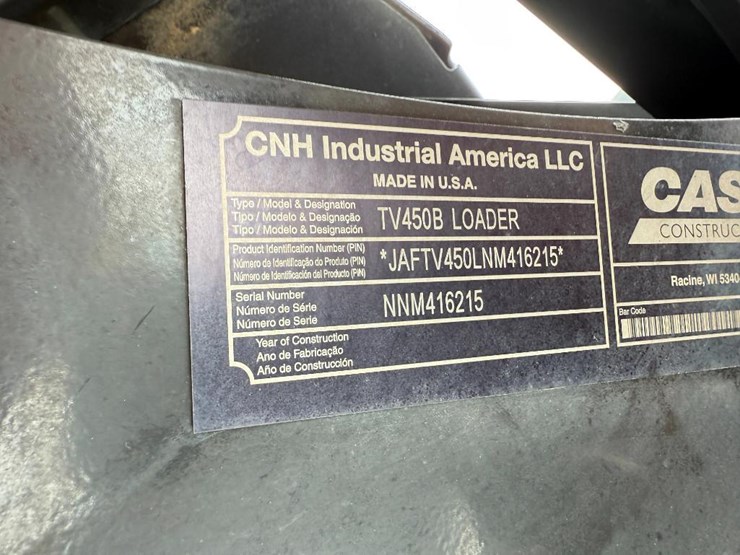 CNH Industrial America LLC
MADE IN U.S.A.
Type / Model & Designation
Tipo / Modelo & Designação
Tipo / Modelo & Designación
TV450B LOADER
Product Identification Number (PIN)
Número de Identificação do Produto (PIN)
Número de Identificación del Producto (PIN)
*JAFTV450LNM416215*
Serial Number
Número de Série
Número de Serie
NNM416215
Year of Construction
Ano de Fabricação
Año de Construcción
CAS
CONSTRUC
Racine, WI 5340
Bar Code